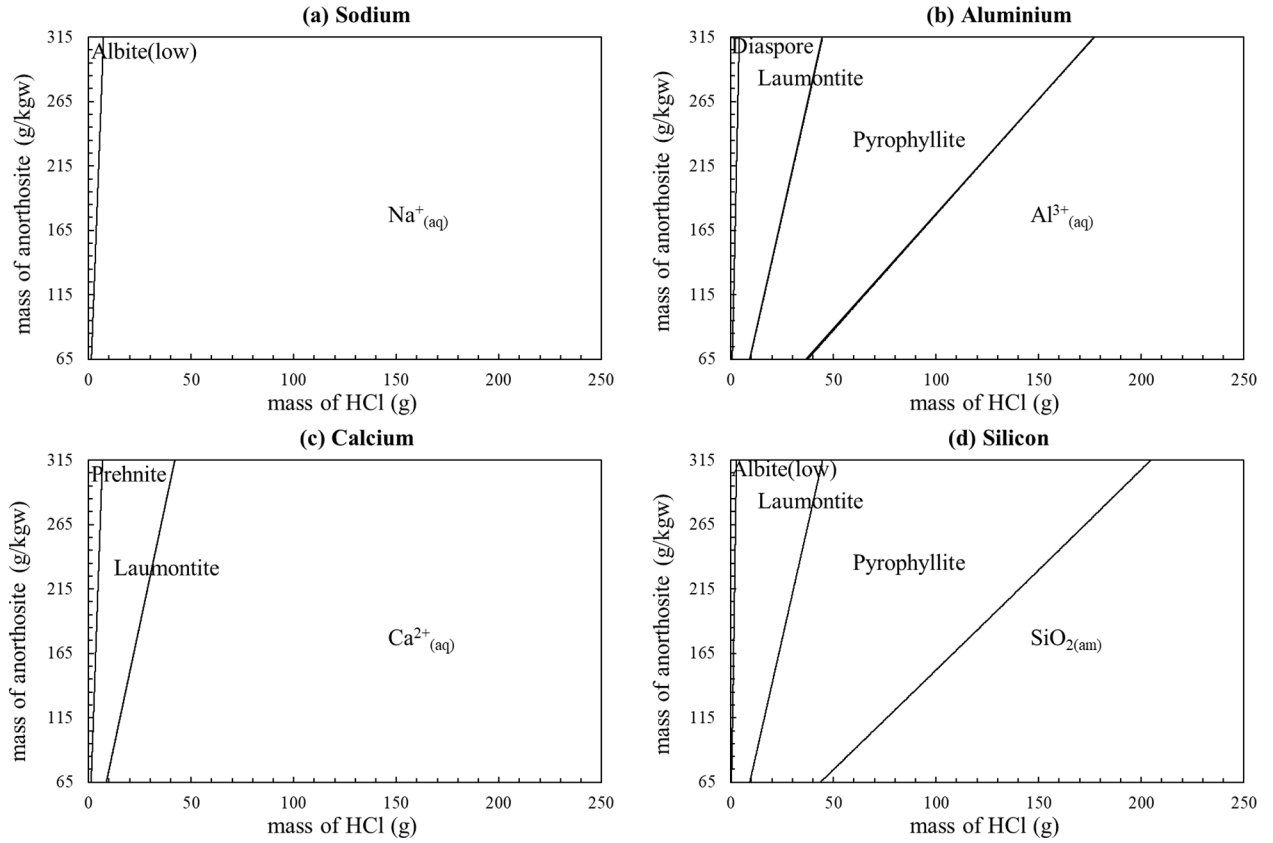 (a) Sodium
mass of anorthosite (g/kgw)
315
265
215
165
115
65
Albite(low)
Na⁺(aq)
0 50 100 150 200 250
mass of HCl (g)
(b) Aluminium
mass of anorthosite (g/kgw)
315
265
215
165
115
65
Diaspore
Laumontite
Pyrophyllite
Al³⁺(aq)
0 50 100 150 200 250
mass of HCl (g)
(c) Calcium
mass of anorthosite (g/kgw)
315
265
215
165
115
65
Prehnite
Laumontite
Ca²⁺(aq)
0 50 100 150 200 250
mass of HCl (g)
(d) Silicon
mass of anorthosite (g/kgw)
315
265
215
165
115
65
Albite(low)
Laumontite
Pyrophyllite
SiO₂(am)
0 50 100 150 200 250
mass of HCl (g)